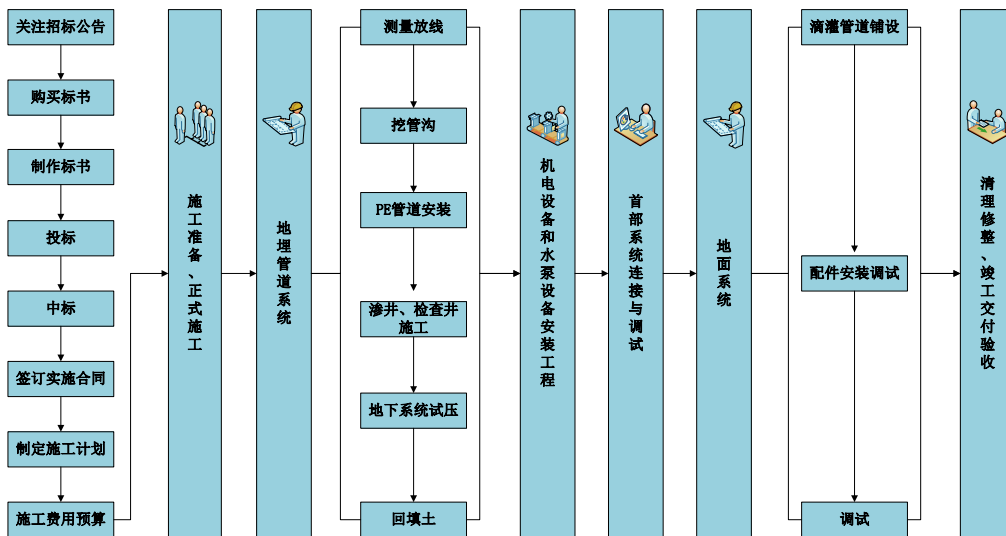 关注招标公告
购买标书
制作标书
投标
中标
签订实施合同
制定施工计划
施工费用预算
施工准备、正式施工
地埋管道系统
测量放线
挖管沟
PE管道安装
渗井、检查井
施工
地下系统试压
回填土
机电设备和水泵设备安装工程
首部系统连接与调试
地面系统
滴灌管道铺设
配件安装调试
调试
清理修整、竣工交付验收